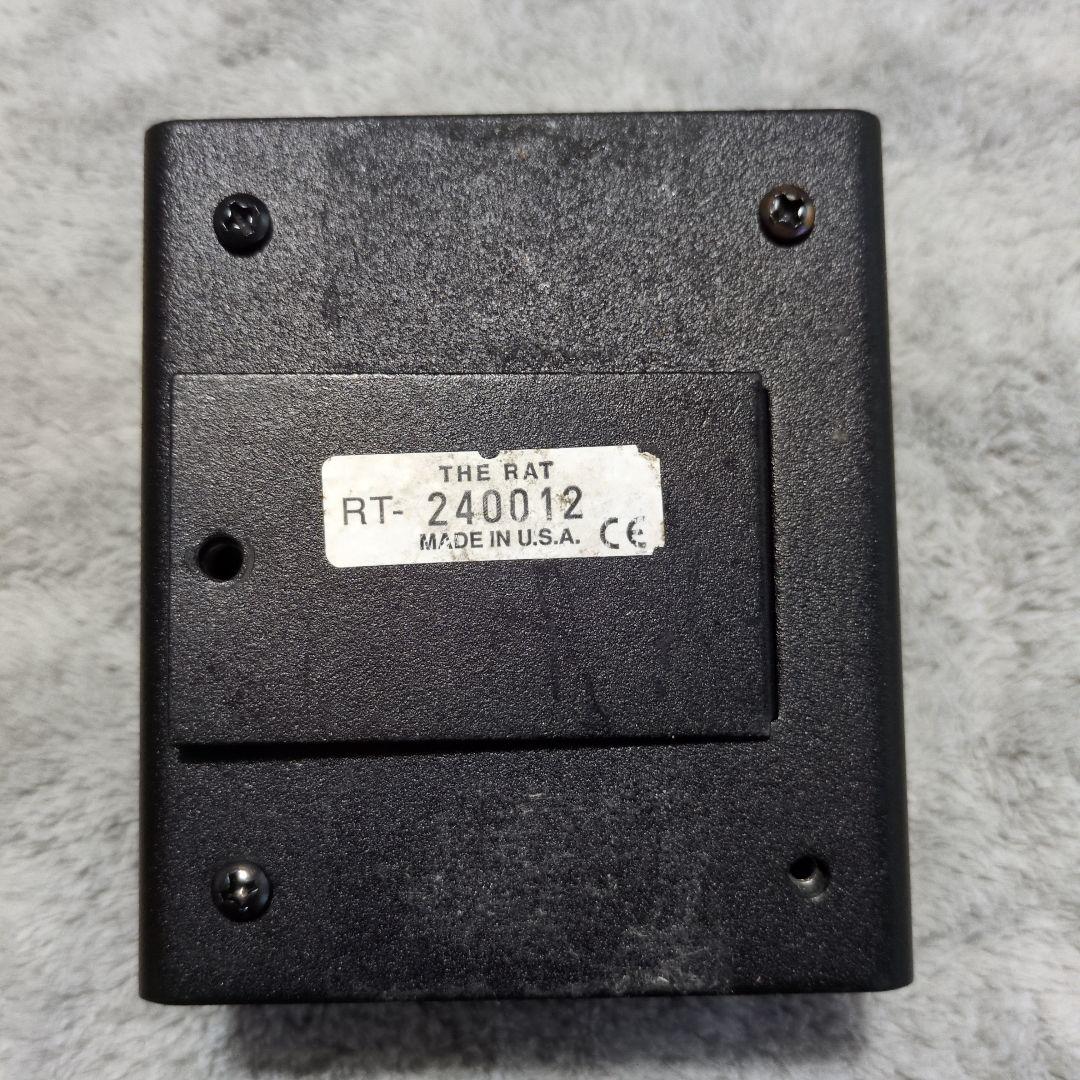 THE RAT
RT- 240012
MADE IN U.S.A. CE